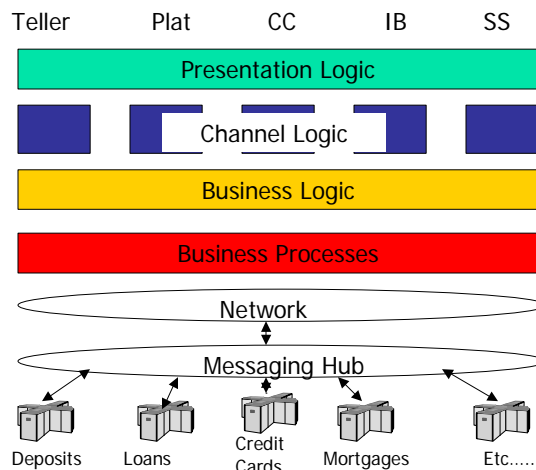 Teller Plat CC IB SS
Presentation Logic
Channel Logic
Business Logic
Business Processes
Network
Messaging Hub
Deposits Loans Credit Mortgages Etc.....
Cards